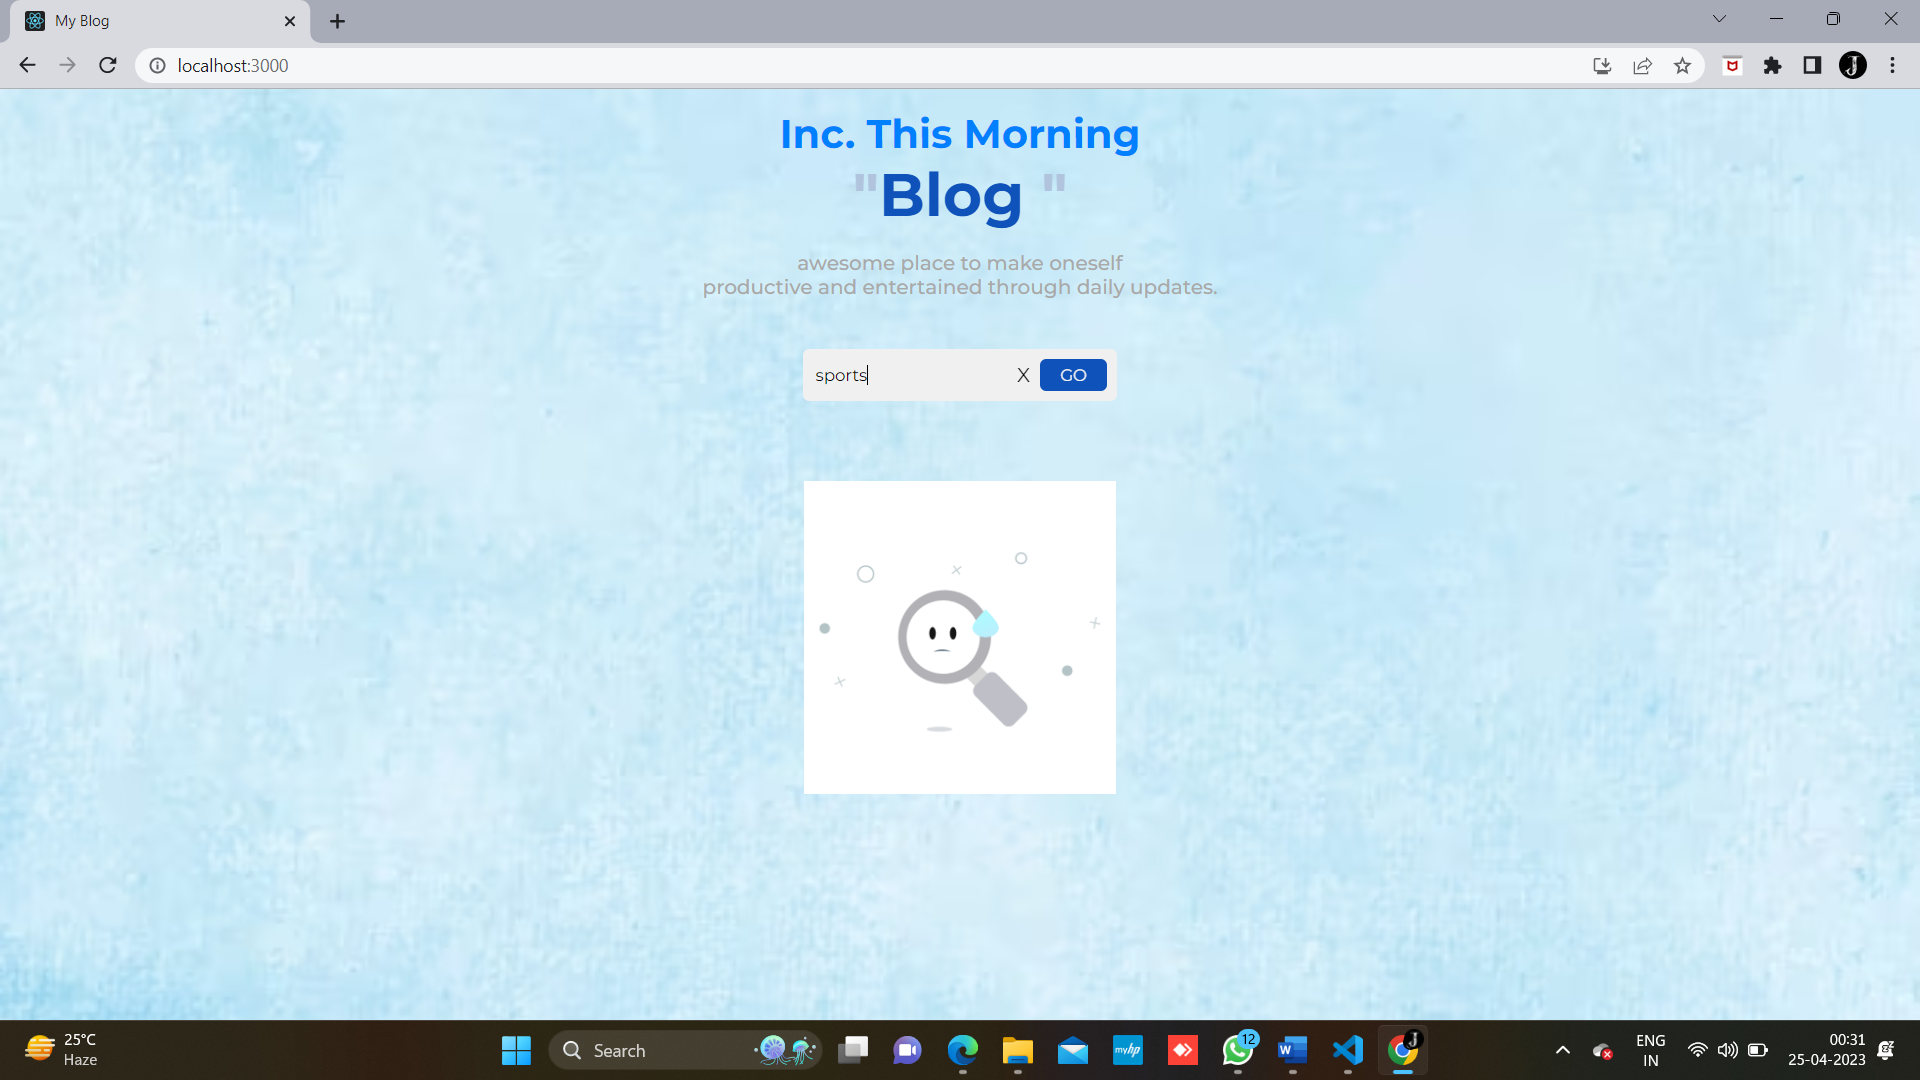 My Blog
localhost:3000
Inc. This Morning
"Blog "
awesome place to make oneself
productive and entertained through daily updates.
sports X GO
25°C
Haze
Search
myhp
12
W
J
ENG
IN
00:31
25-04-2023